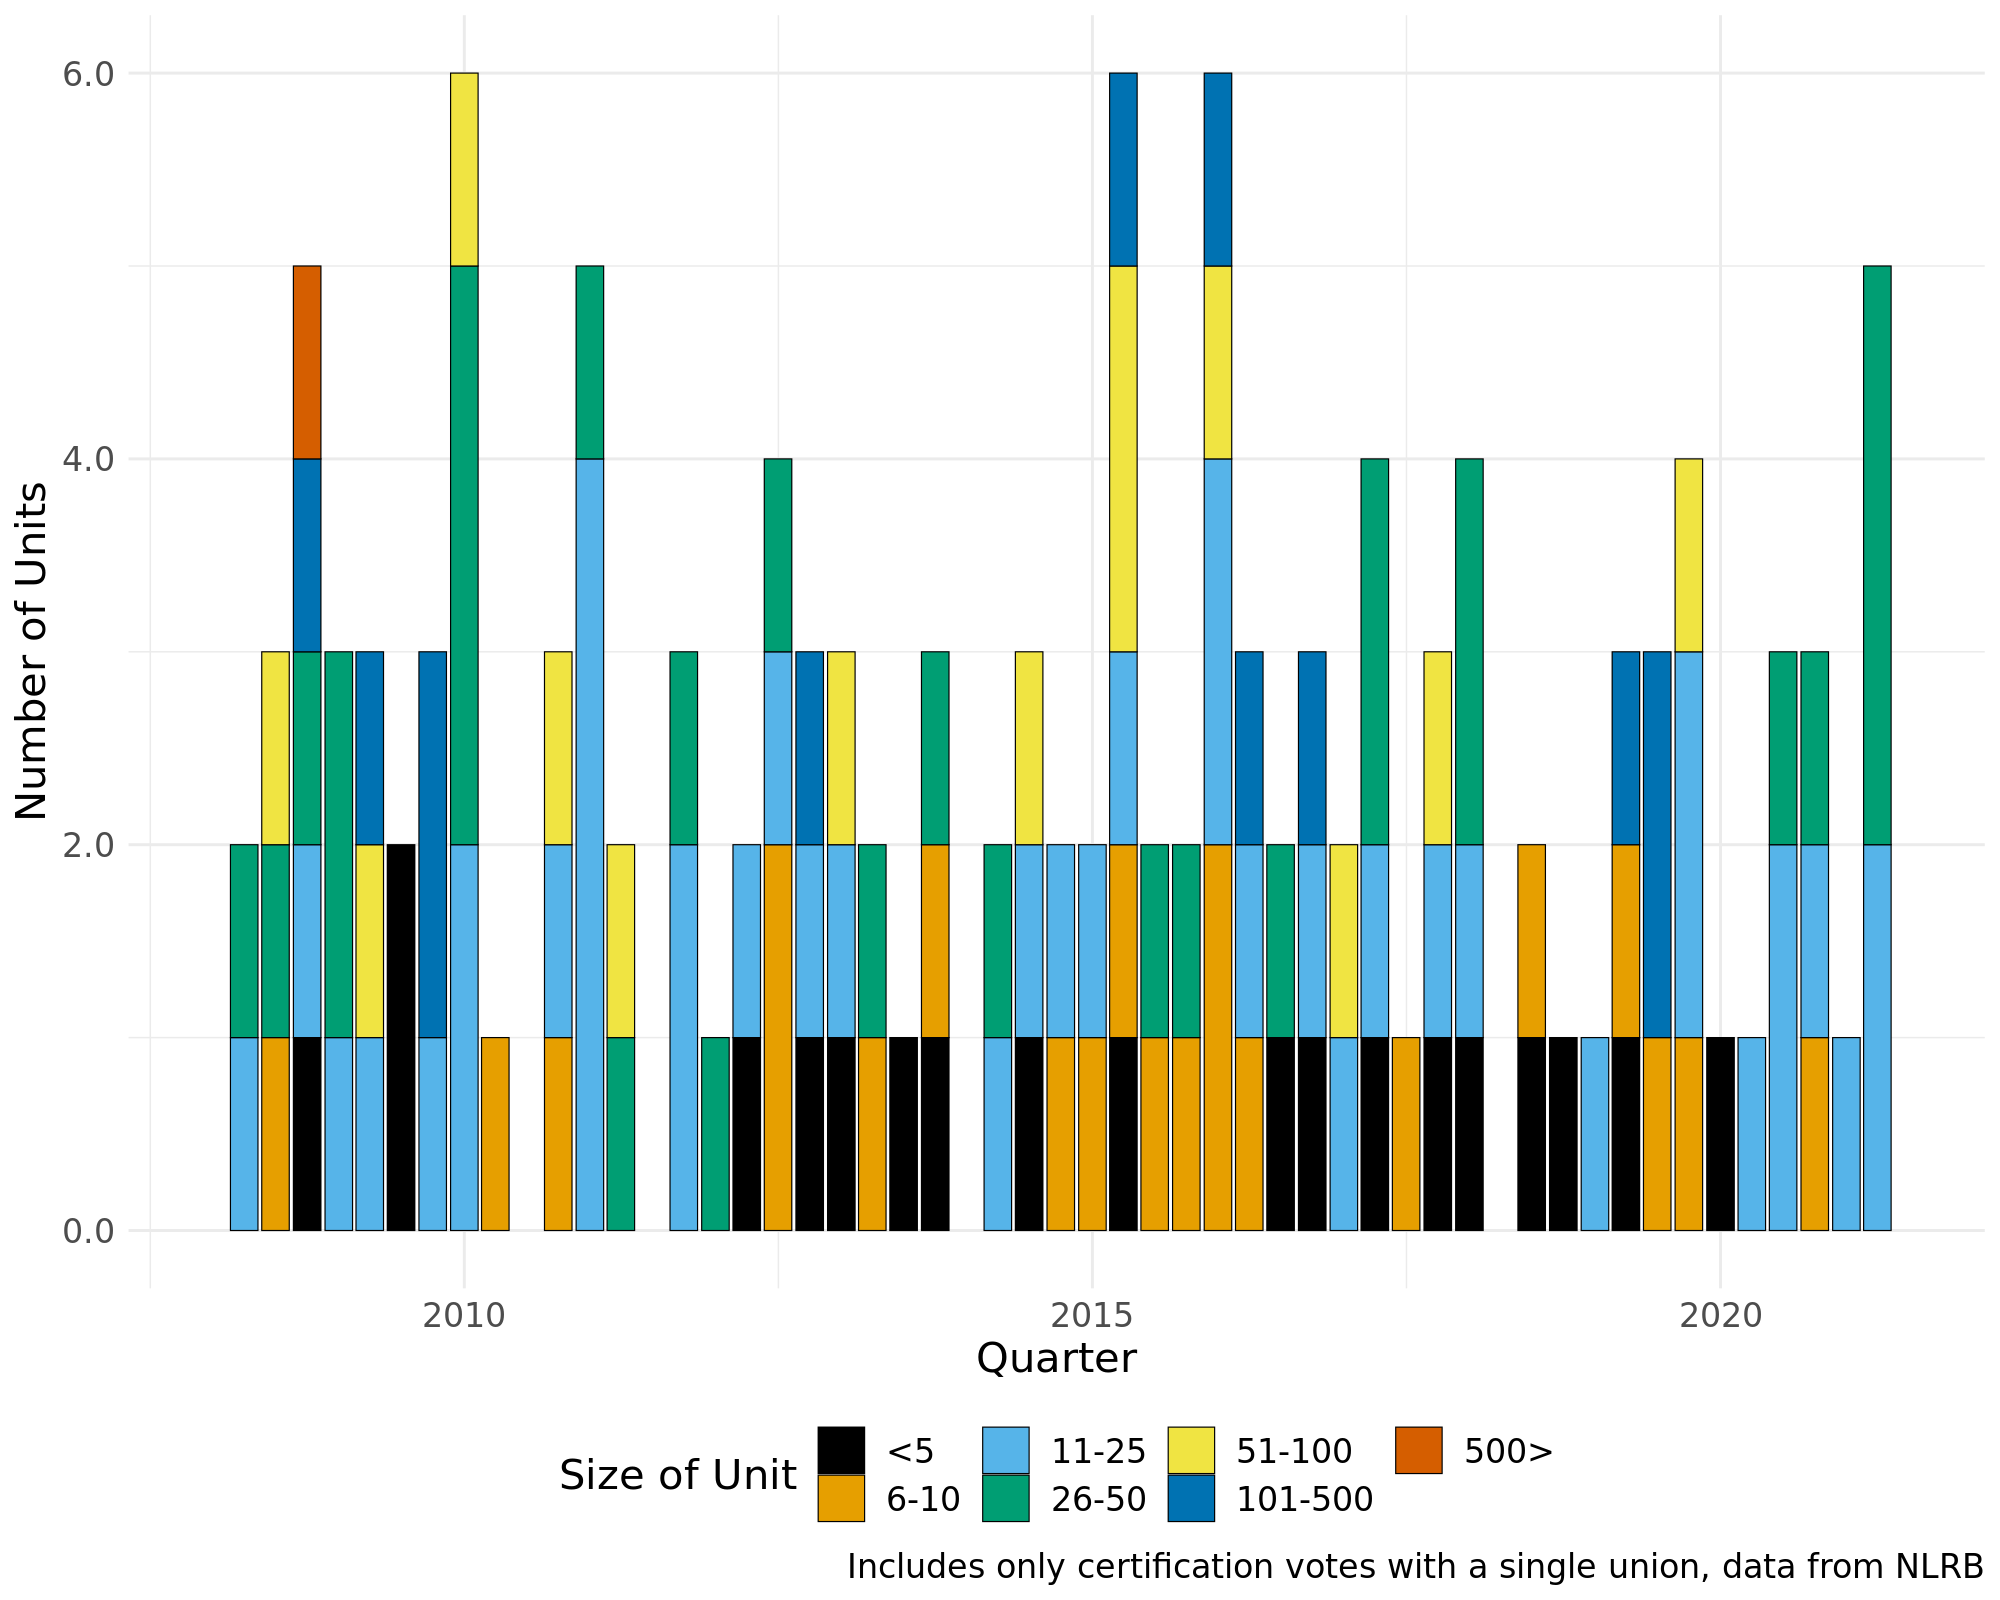 6.0
4.0
2.0
0.0
Number of Units
2010 2015 2020
Quarter
Size of Unit
<5 11-25 51-100 500>
6-10 26-50 101-500
Includes only certification votes with a single union, data from NLRB